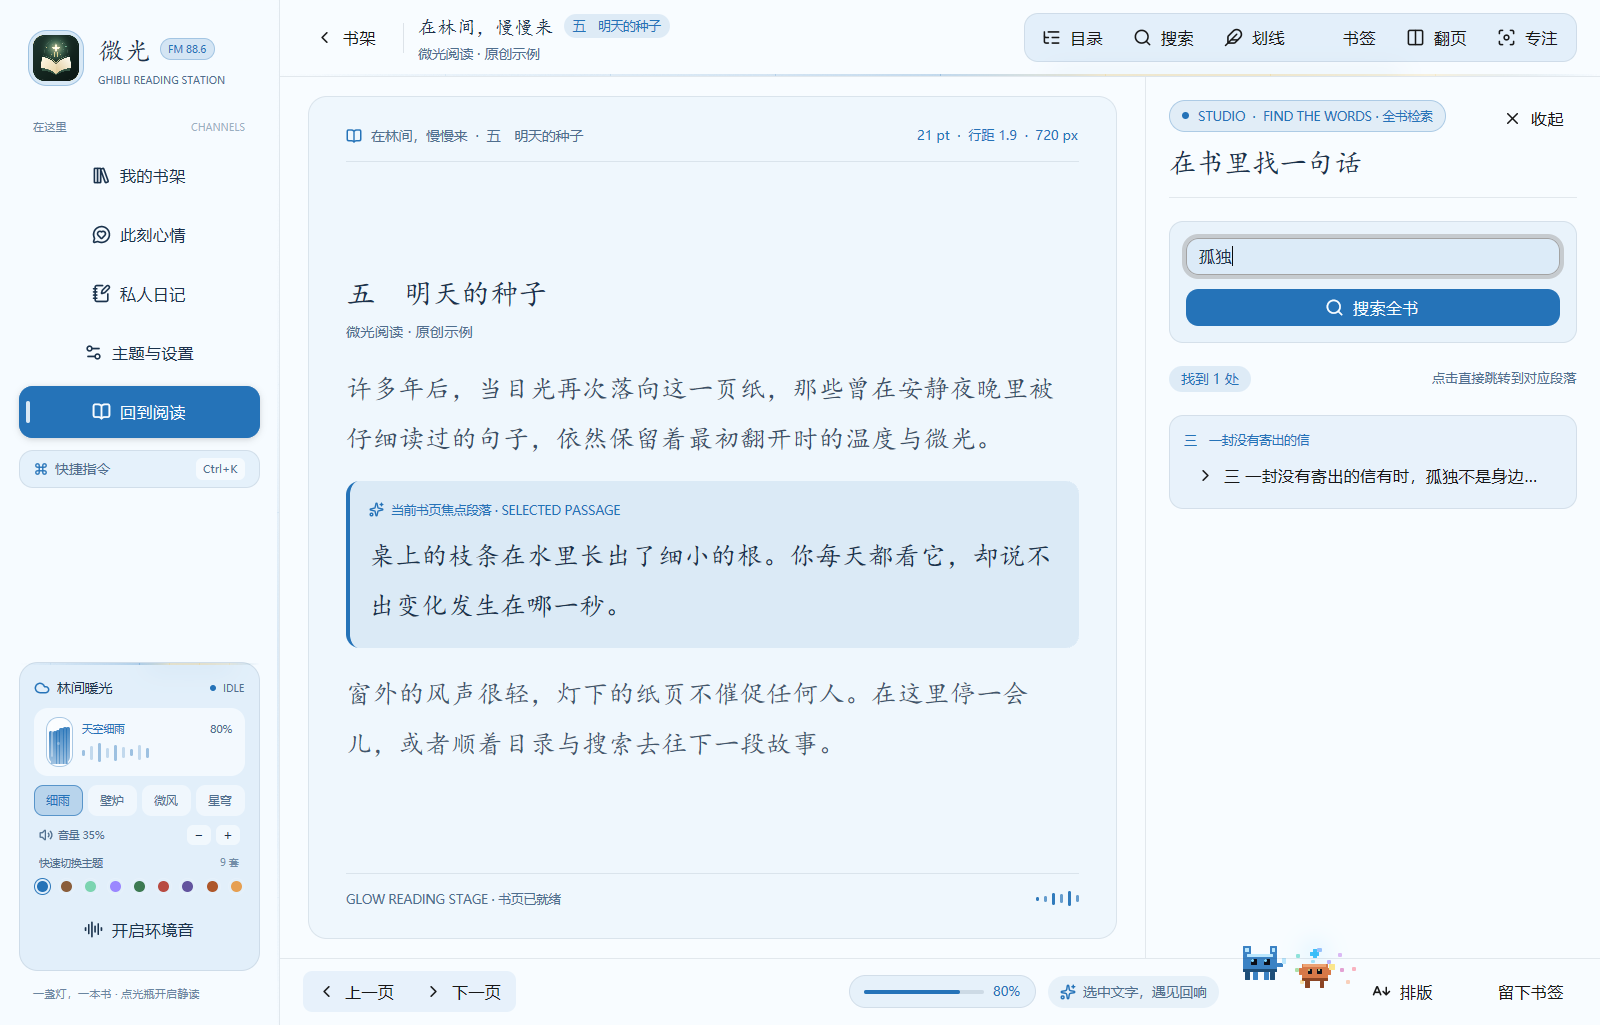 微光 FM 88.6
GHIBLI READING STATION
在这里 CHANNELS
我的书架
此刻心情
私人日记
主题与设置
回到阅读
快捷指令 Ctrl+K
林间暖光 IDLE
天空细雨 80%
细雨 壁炉 微风 星穹
音量 35% − +
快速切换主题 9 套
开启环境音
一盏灯，一本书 · 点光瓶开启静读
书架
在林间，慢慢来 五　明天的种子
微光阅读 · 原创示例
目录 搜索 划线 书签 翻页 专注
在林间，慢慢来 · 五　明天的种子 21 pt · 行距 1.9 · 720 px
五　明天的种子
微光阅读 · 原创示例
许多年后，当目光再次落向这一页纸，那些曾在安静夜晚里被
仔细读过的句子，依然保留着最初翻开时的温度与微光。
当前书页焦点段落 · SELECTED PASSAGE
桌上的枝条在水里长出了细小的根。你每天都看它，却说不
出变化发生在哪一秒。
窗外的风声很轻，灯下的纸页不催促任何人。在这里停一会
儿，或者顺着目录与搜索去往下一段故事。
GLOW READING STAGE · 书页已就绪
STUDIO · FIND THE WORDS · 全书检索 收起
在书里找一句话
孤独
搜索全书
找到 1 处 点击直接跳转到对应段落
三　一封没有寄出的信
三 一封没有寄出的信有时，孤独不是身边...
上一页 下一页 80% 选中文字，遇见回响 排版 留下书签